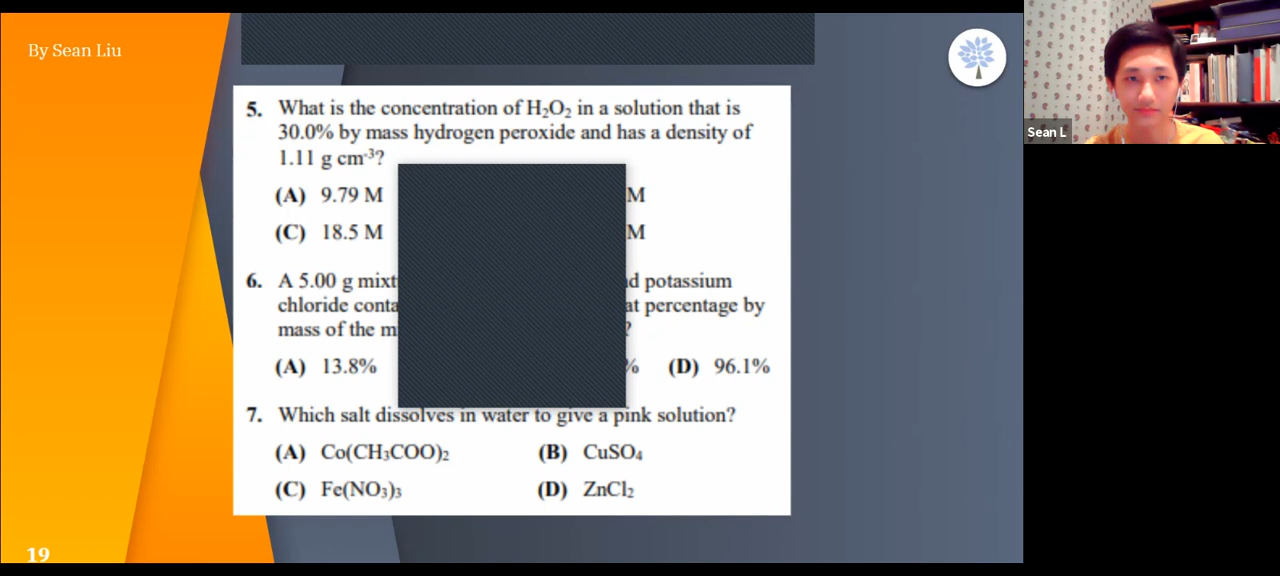 By Sean Liu
5. What is the concentration of H₂O₂ in a solution that is
30.0% by mass hydrogen peroxide and has a density of
1.11 g cm⁻³?
(A) 9.79 M M
(C) 18.5 M M
6. A 5.00 g potassium
chloride percentage by
mass of the
(A) 13.8% % (D) 96.1%
7. Which salt dissolves in water to give a pink solution?
(A) Co(CH₃COO)₂ (B) CuSO₄
(C) Fe(NO₃)₃ (D) ZnCl₂
19
Sean L